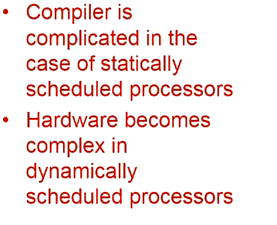 • Compiler is
complicated in the
case of statically
scheduled processors
• Hardware becomes
complex in
dynamically
scheduled processors